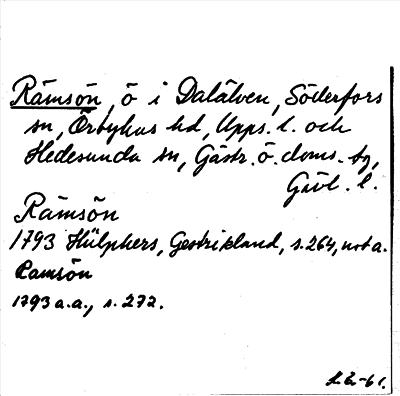 Rämsön, ö i Dalälven, Söderfors
sn, Örbyhus hd, Upps. l. och
Hedesunda sn, Gästr. ö. doms. tg,
Gävl. l.
Rämsön
1793 Hülphers, Gestrikland, s. 264, not a.
Ramsön
1793 a.a., s. 272.